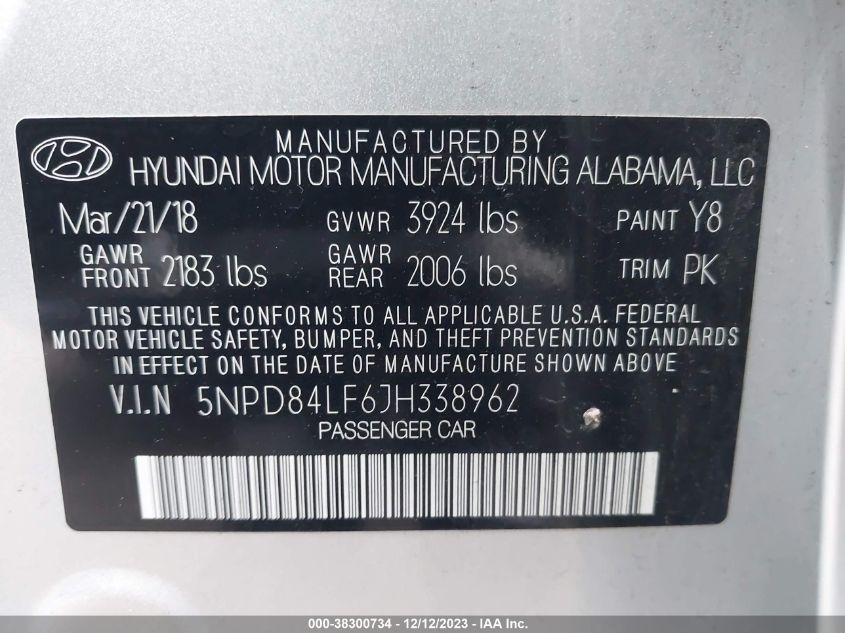 MANUFACTURED BY
HYUNDAI MOTOR MANUFACTURING ALABAMA, LLC
Mar/21/18 GVWR 3924 lbs PAINT Y8
GAWR FRONT 2183 lbs GAWR REAR 2006 lbs TRIM PK
THIS VEHICLE CONFORMS TO ALL APPLICABLE U.S.A. FEDERAL
MOTOR VEHICLE SAFETY, BUMPER, AND THEFT PREVENTION STANDARDS
IN EFFECT ON THE DATE OF MANUFACTURE SHOWN ABOVE.
V.I.N 5NPD84LF6JH338962
PASSENGER CAR
000-38300734 - 12/12/2023 - IAA Inc.